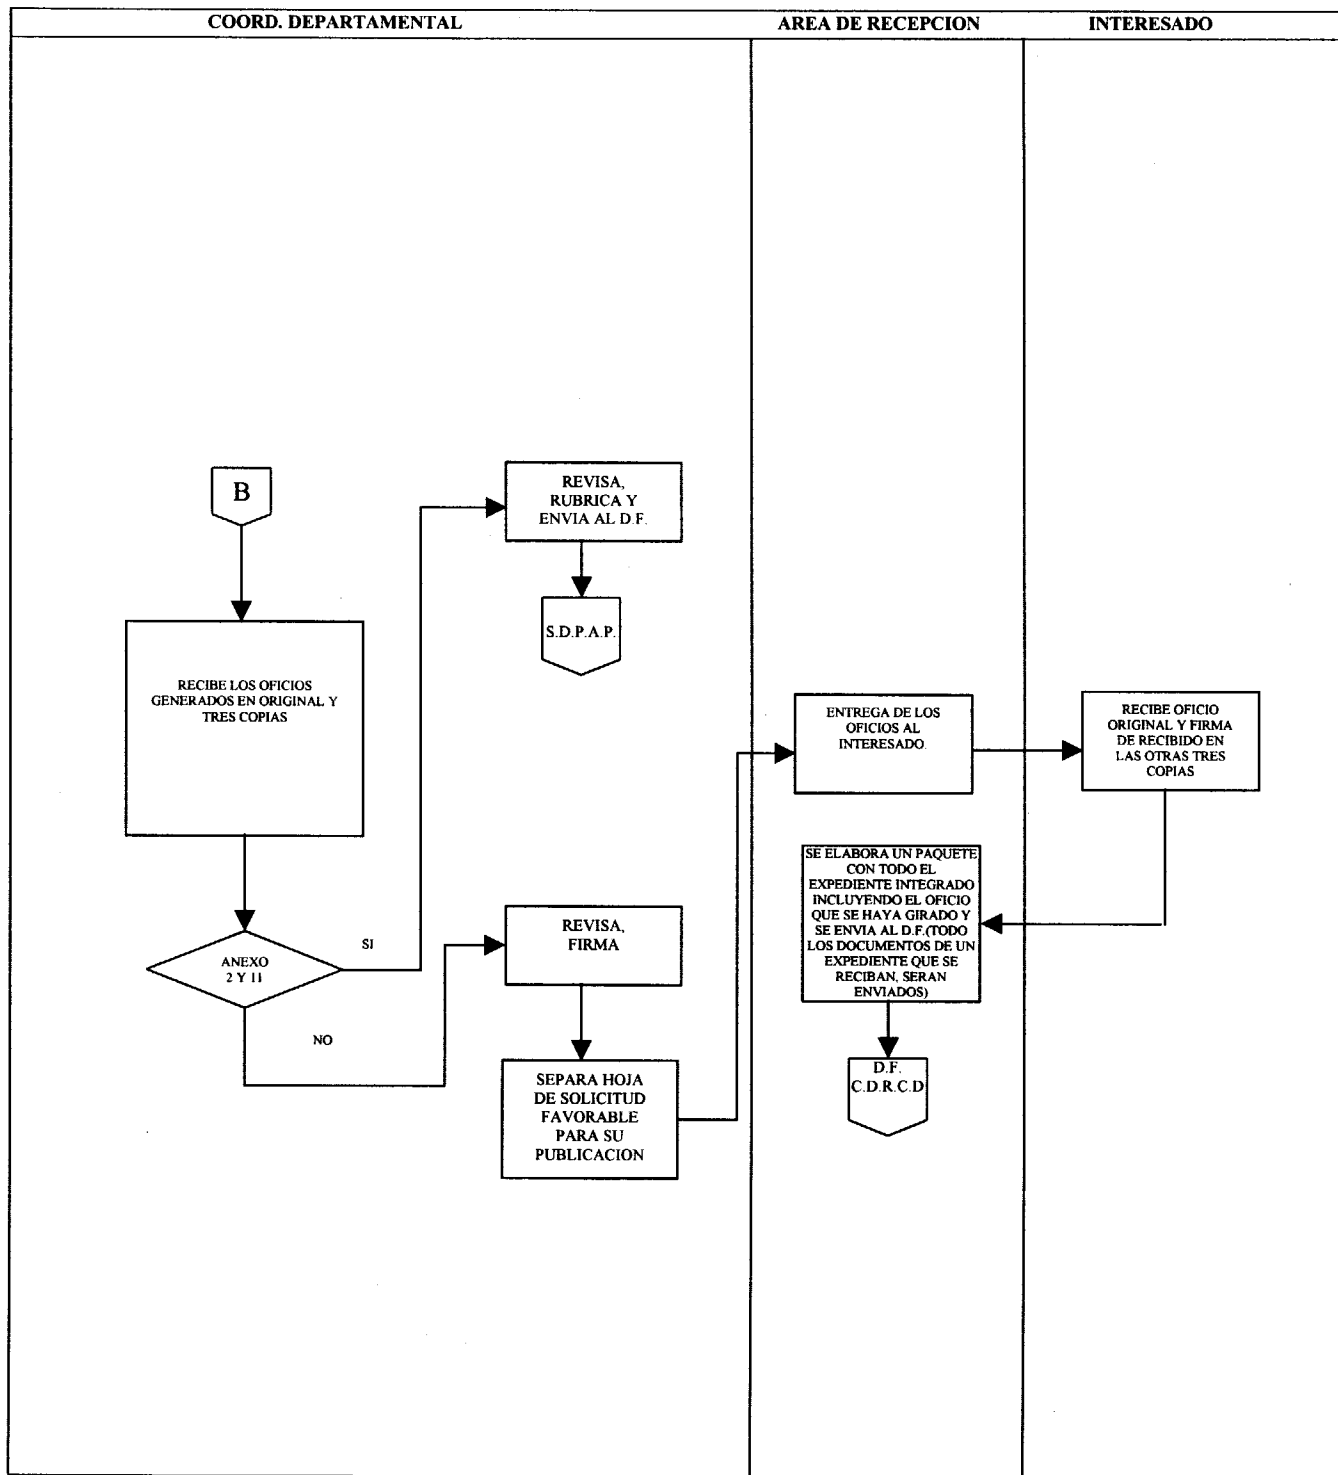 COORD. DEPARTAMENTAL
AREA DE RECEPCION
INTERESADO
B
REVISA,
RUBRICA Y
ENVIA AL D.F.
S.D.P.A.P.
RECIBE LOS OFICIOS
GENERADOS EN ORIGINAL Y
TRES COPIAS
ENTREGA DE LOS
OFICIOS AL
INTERESADO.
RECIBE OFICIO
ORIGINAL Y FIRMA
DE RECIBIDO EN
LAS OTRAS TRES
COPIAS
SE ELABORA UN PAQUETE
CON TODO EL
EXPEDIENTE INTEGRADO
INCLUYENDO EL OFICIO
QUE SE HAYA GIRADO Y
SE ENVIA AL D.F.(TODO
LOS DOCUMENTOS DE UN
EXPEDIENTE QUE SE
RECIBAN, SERAN
ENVIADOS)
ANEXO
2 Y 11
SI
NO
REVISA,
FIRMA
SEPARA HOJA
DE SOLICITUD
FAVORABLE
PARA SU
PUBLICACION
D.F.
C.D.R.C.D